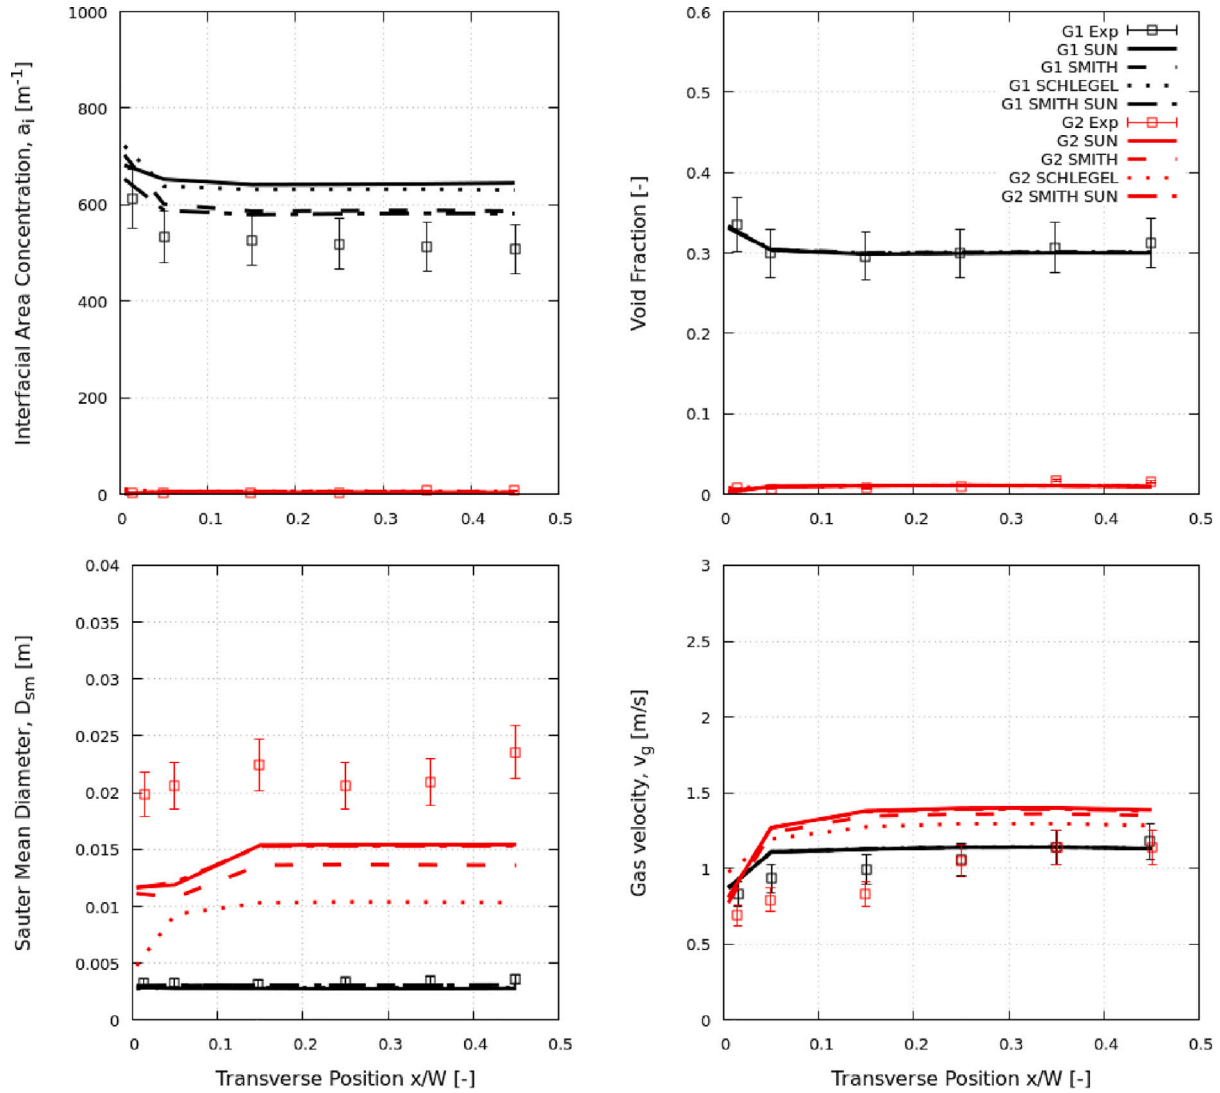 Interfacial Area Concentration, aᵢ [m⁻¹]
1000
800
600
400
200
0
0 0.1 0.2 0.3 0.4 0.5
Void Fraction [-]
0.6
0.5
0.4
0.3
0.2
0.1
0
0 0.1 0.2 0.3 0.4 0.5
G1 Exp
G1 SUN
G1 SMITH
G1 SCHLEGEL
G1 SMITH SUN
G2 Exp
G2 SUN
G2 SMITH
G2 SCHLEGEL
G2 SMITH SUN
Sauter Mean Diameter, Dsm [m]
0.04
0.035
0.03
0.025
0.02
0.015
0.01
0.005
0
0 0.1 0.2 0.3 0.4 0.5
Transverse Position x/W [-]
Gas velocity, vg [m/s]
3
2.5
2
1.5
1
0.5
0
0 0.1 0.2 0.3 0.4 0.5
Transverse Position x/W [-]